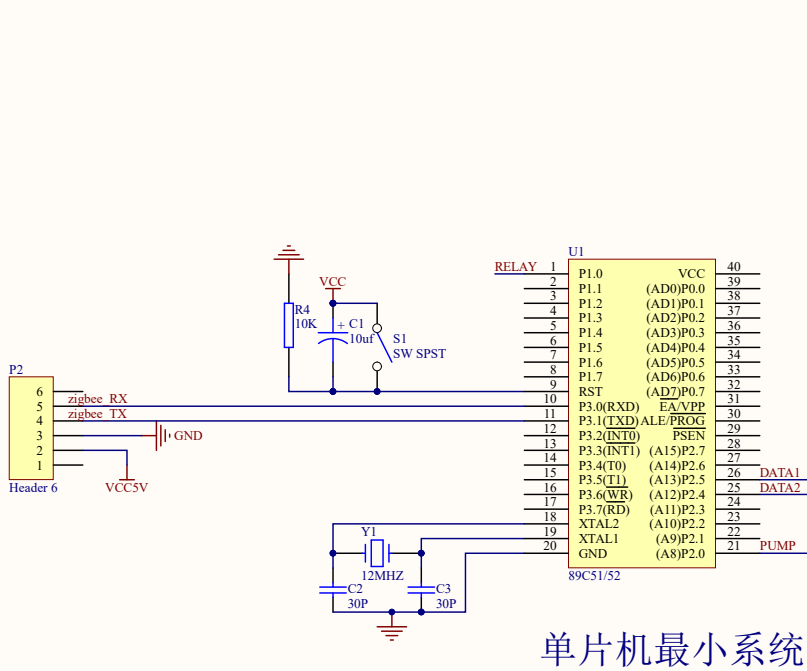 U1
RELAY 1 P1.0 VCC 40
2 P1.1 (AD0)P0.0 39
3 P1.2 (AD1)P0.1 38
4 P1.3 (AD2)P0.2 37
5 P1.4 (AD3)P0.3 36
6 P1.5 (AD4)P0.4 35
7 P1.6 (AD5)P0.5 34
8 P1.7 (AD6)P0.6 33
9 RST (AD7)P0.7 32
10 P3.0(RXD) EA/VPP 31
11 P3.1(TXD) ALE/PROG 30
12 P3.2(INT0) PSEN 29
13 P3.3(INT1) (A15)P2.7 28
14 P3.4(T0) (A14)P2.6 27
15 P3.5(T1) (A13)P2.5 26 DATA1
16 P3.6(WR) (A12)P2.4 25 DATA2
17 P3.7(RD) (A11)P2.3 24
18 XTAL2 (A10)P2.2 23
19 XTAL1 (A9)P2.1 22
20 GND (A8)P2.0 21 PUMP
89C51/52
VCC
R4
10K
+ C1
10uf
S1
SW SPST
P2
6
5 zigbee RX
4 zigbee TX
3 GND
2
1
Header 6
VCC5V
Y1
12MHZ
C2
30P
C3
30P
单片机最小系统